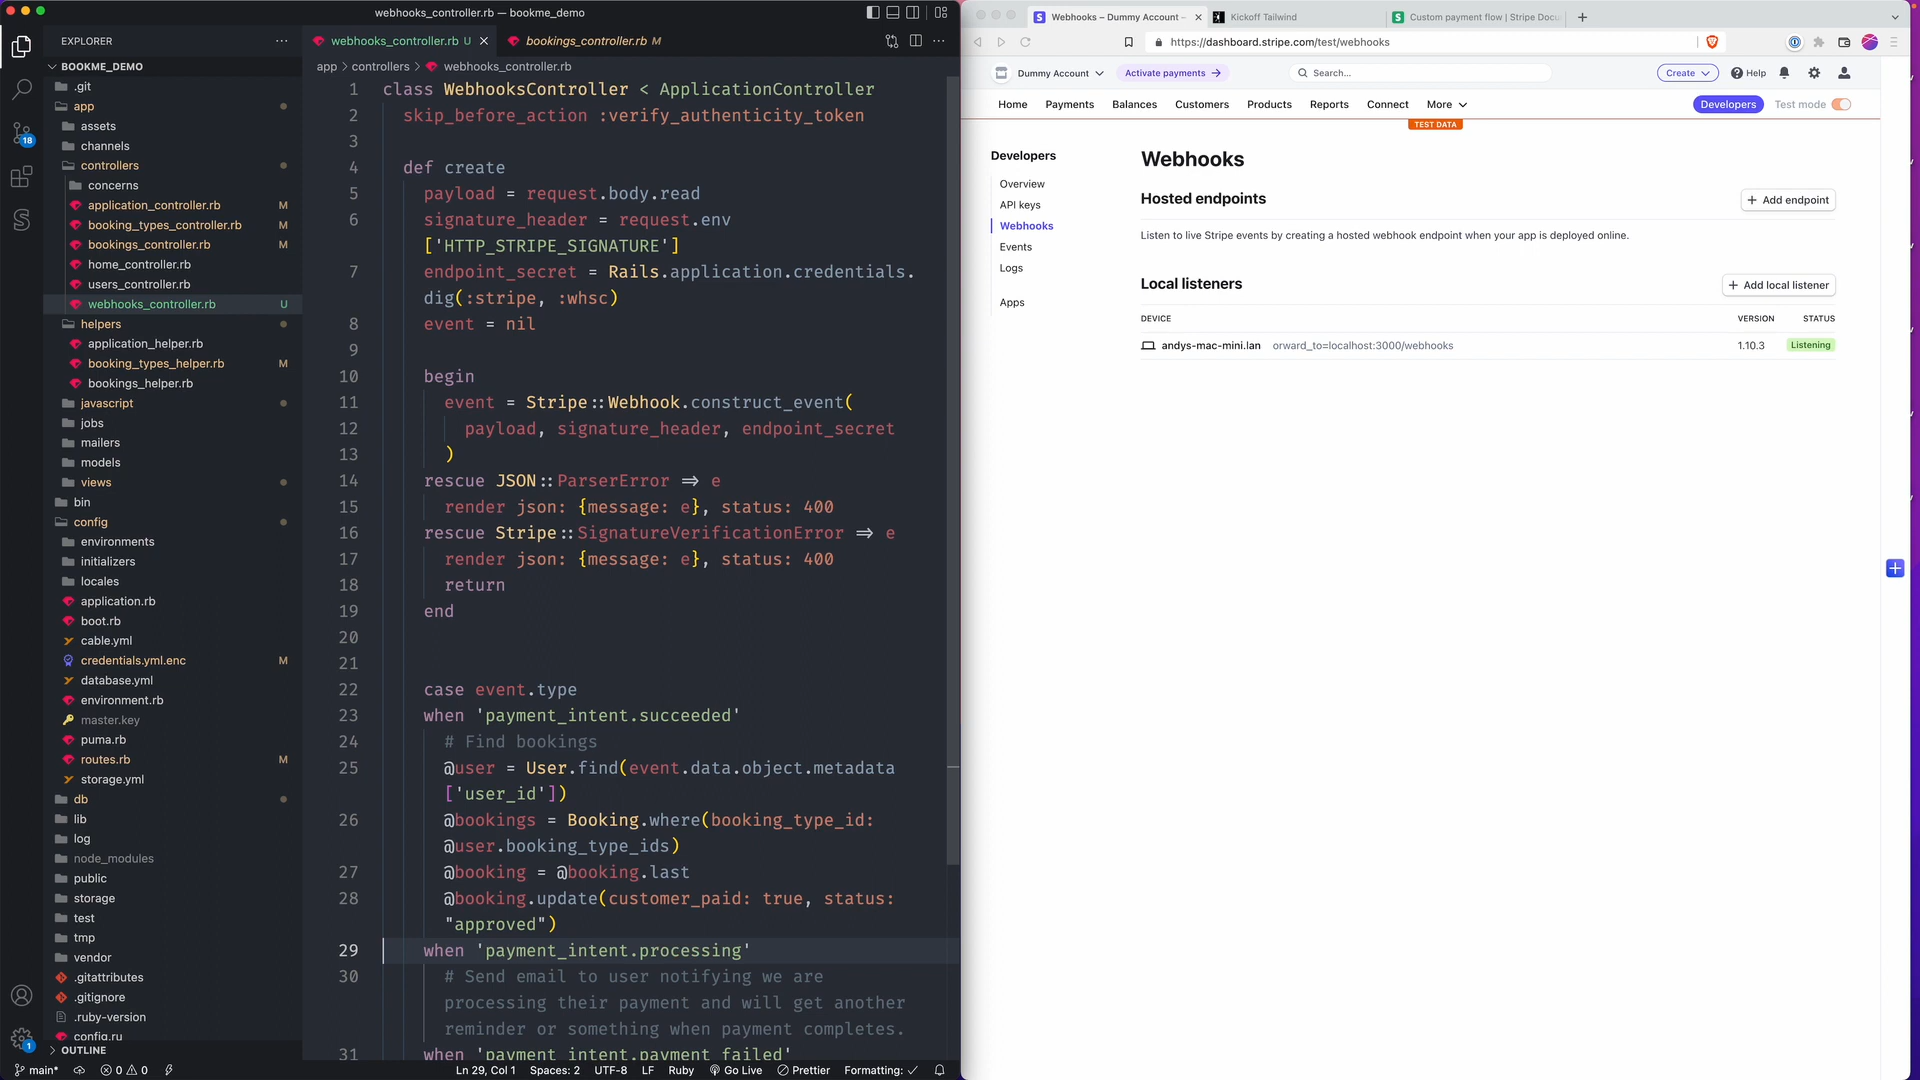 webhooks_controller.rb — bookme_demo
EXPLORER
BOOKME_DEMO
.git
app
assets
channels
controllers
concerns
application_controller.rb M
booking_types_controller.rb M
bookings_controller.rb M
home_controller.rb
users_controller.rb
webhooks_controller.rb U
helpers
application_helper.rb
booking_types_helper.rb M
bookings_helper.rb
javascript
jobs
mailers
models
views
bin
config
environments
initializers
locales
application.rb
boot.rb
cable.yml
credentials.yml.enc M
database.yml
environment.rb
master.key
puma.rb
routes.rb M
storage.yml
db
lib
log
node_modules
public
storage
test
tmp
vendor
.gitattributes
.gitignore
.ruby-version
config.ru
OUTLINE
18
1
webhooks_controller.rb U
bookings_controller.rb M
app > controllers > webhooks_controller.rb
1 class WebhooksController < ApplicationController
2 skip_before_action :verify_authenticity_token
3
4 def create
5 payload = request.body.read
6 signature_header = request.env
['HTTP_STRIPE_SIGNATURE']
7 endpoint_secret = Rails.application.credentials.
dig(:stripe, :whsc)
8 event = nil
9
10 begin
11 event = Stripe::Webhook.construct_event(
12 payload, signature_header, endpoint_secret
13 )
14 rescue JSON::ParserError => e
15 render json: {message: e}, status: 400
16 rescue Stripe::SignatureVerificationError => e
17 render json: {message: e}, status: 400
18 return
19 end
20
21
22 case event.type
23 when 'payment_intent.succeeded'
24 # Find bookings
25 @user = User.find(event.data.object.metadata
['user_id'])
26 @bookings = Booking.where(booking_type_id:
@user.booking_type_ids)
27 @booking = @booking.last
28 @booking.update(customer_paid: true, status:
"approved")
29 when 'payment_intent.processing'
30 # Send email to user notifying we are
processing their payment and will get another
reminder or something when payment completes.
31 when 'payment_intent.payment_failed'
main* 0 0 Ln 29, Col 1 Spaces: 2 UTF-8 LF Ruby Go Live Prettier Formatting:
Webhooks – Dummy Account –
Kickoff Tailwind
Custom payment flow | Stripe Docu
https://dashboard.stripe.com/test/webhooks
Dummy Account
Activate payments
Search...
Create
Help
Home Payments Balances Customers Products Reports Connect More
Developers
Test mode
TEST DATA
Developers
Overview
API keys
Webhooks
Events
Logs
Apps
Webhooks
Hosted endpoints
Add endpoint
Listen to live Stripe events by creating a hosted webhook endpoint when your app is deployed online.
Local listeners
Add local listener
DEVICE VERSION STATUS
andys-mac-mini.lan orward_to=localhost:3000/webhooks 1.10.3 Listening